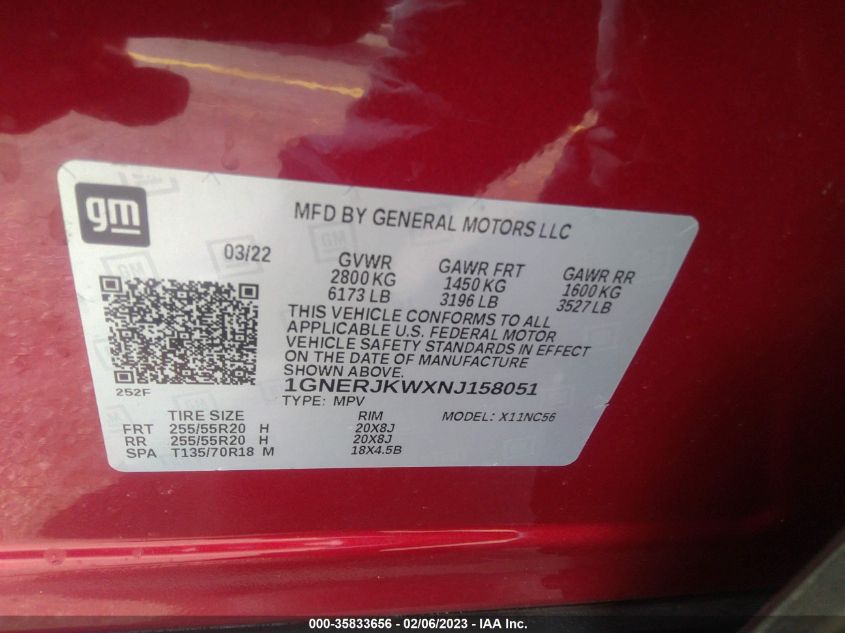 gm
MFD BY GENERAL MOTORS LLC
03/22
GVWR GAWR FRT GAWR RR
2800 KG 1450 KG 1600 KG
6173 LB 3196 LB 3527 LB
THIS VEHICLE CONFORMS TO ALL
APPLICABLE U.S. FEDERAL MOTOR
VEHICLE SAFETY STANDARDS IN EFFECT
ON THE DATE OF MANUFACTURE
SHOWN ABOVE.
252F
1GNERJKWXNJ158051
TYPE: MPV MODEL: X11NC56
TIRE SIZE RIM
FRT 255/55R20 H 20X8J
RR 255/55R20 H 20X8J
SPA T135/70R18 M 18X4.5B
000-35833656 - 02/06/2023 - IAA Inc.